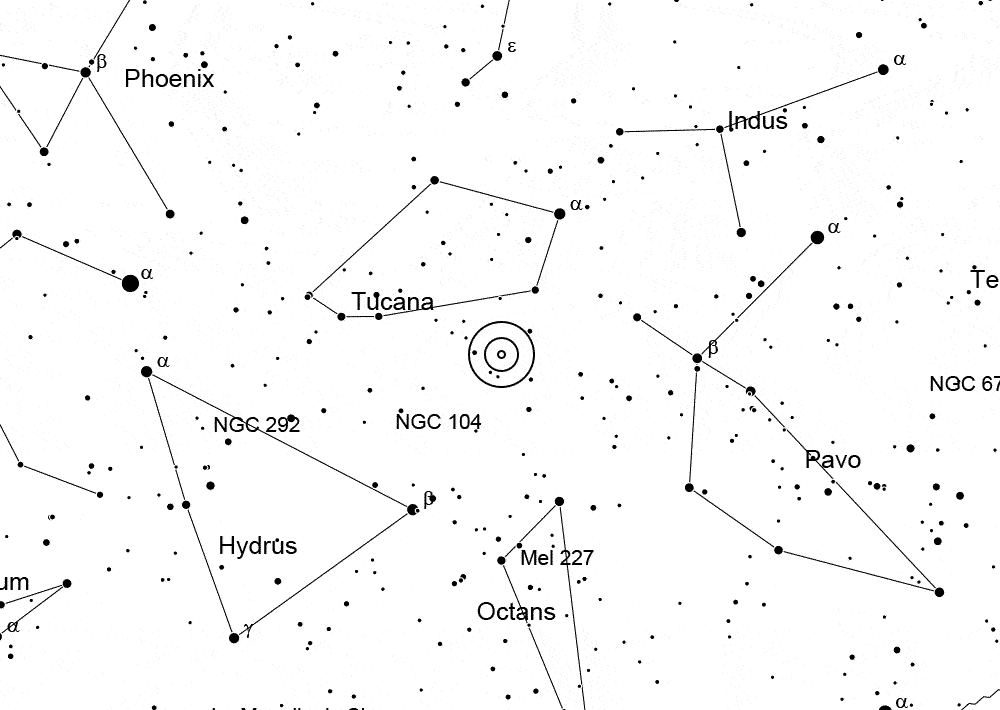 ε
β
α
Phoenix
Indus
α
α
α
Te
Tucana
β
α
NGC 67
NGC 104
NGC 292
Pavo
β
Hydrus
Mel 227
um
Octans
α
γ
α